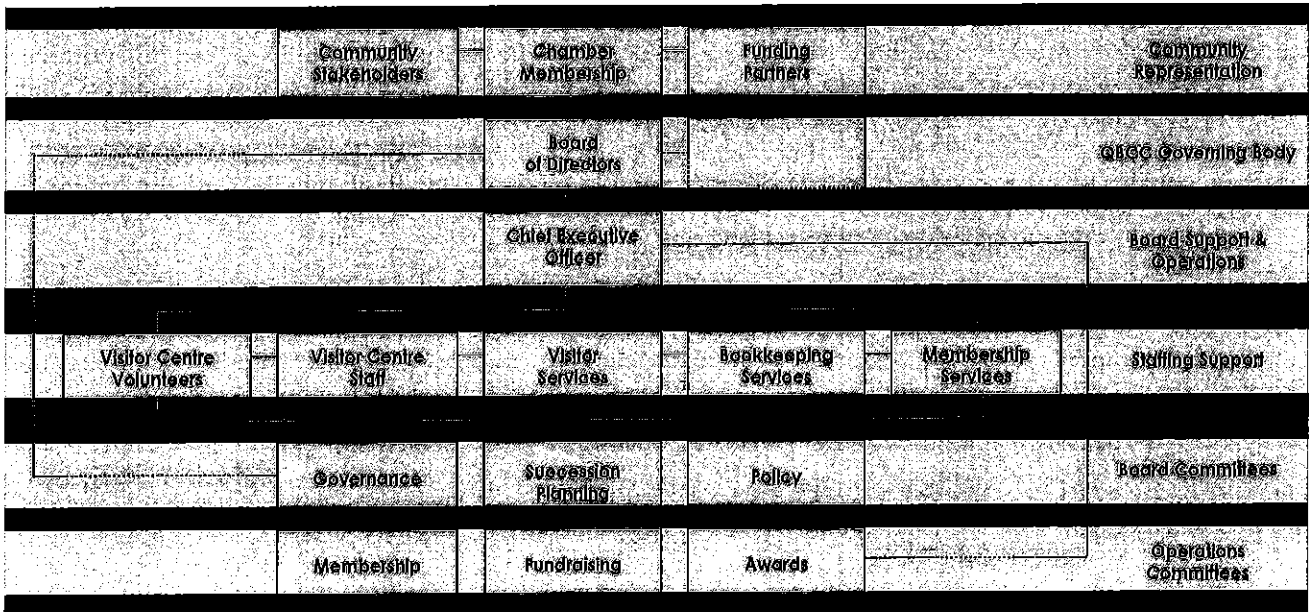 Community
Stakeholders
Chamber
Membership
Funding
Partners
Community
Representation
Board
of Directors
QBGC Governing Body
Chief Executive
Officer
Board Support &
Operations
Visitor Centre
Volunteers
Visitor Centre
Staff
Visitor
Services
Bookkeeping
Services
Membership
Services
Staffing Support
Governance
Succession
Planning
Policy
Board Committees
Membership
Fundraising
Awards
Operations
Committees